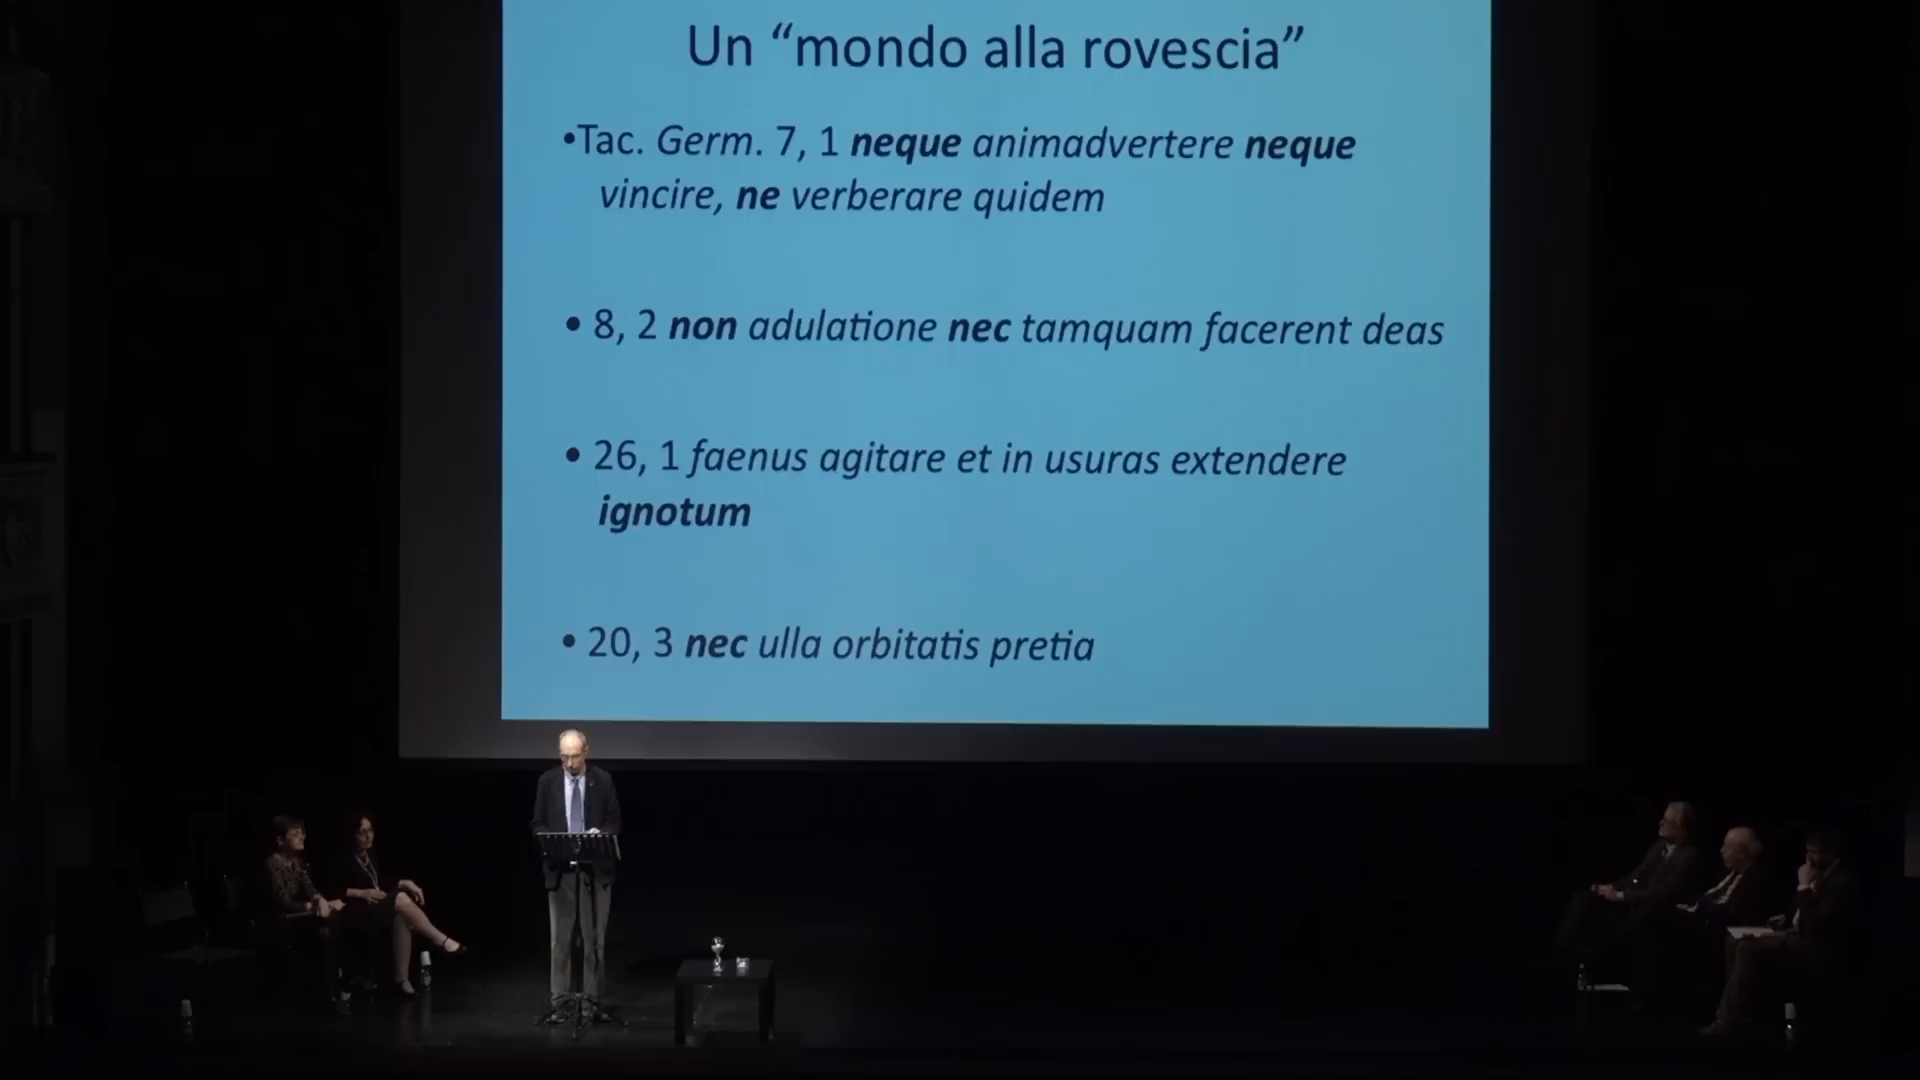 Un “mondo alla rovescia”
•Tac. Germ. 7, 1 neque animadvertere neque
vincire, ne verberare quidem
• 8, 2 non adulatione nec tamquam facerent deas
• 26, 1 faenus agitare et in usuras extendere
ignotum
• 20, 3 nec ulla orbitatis pretia